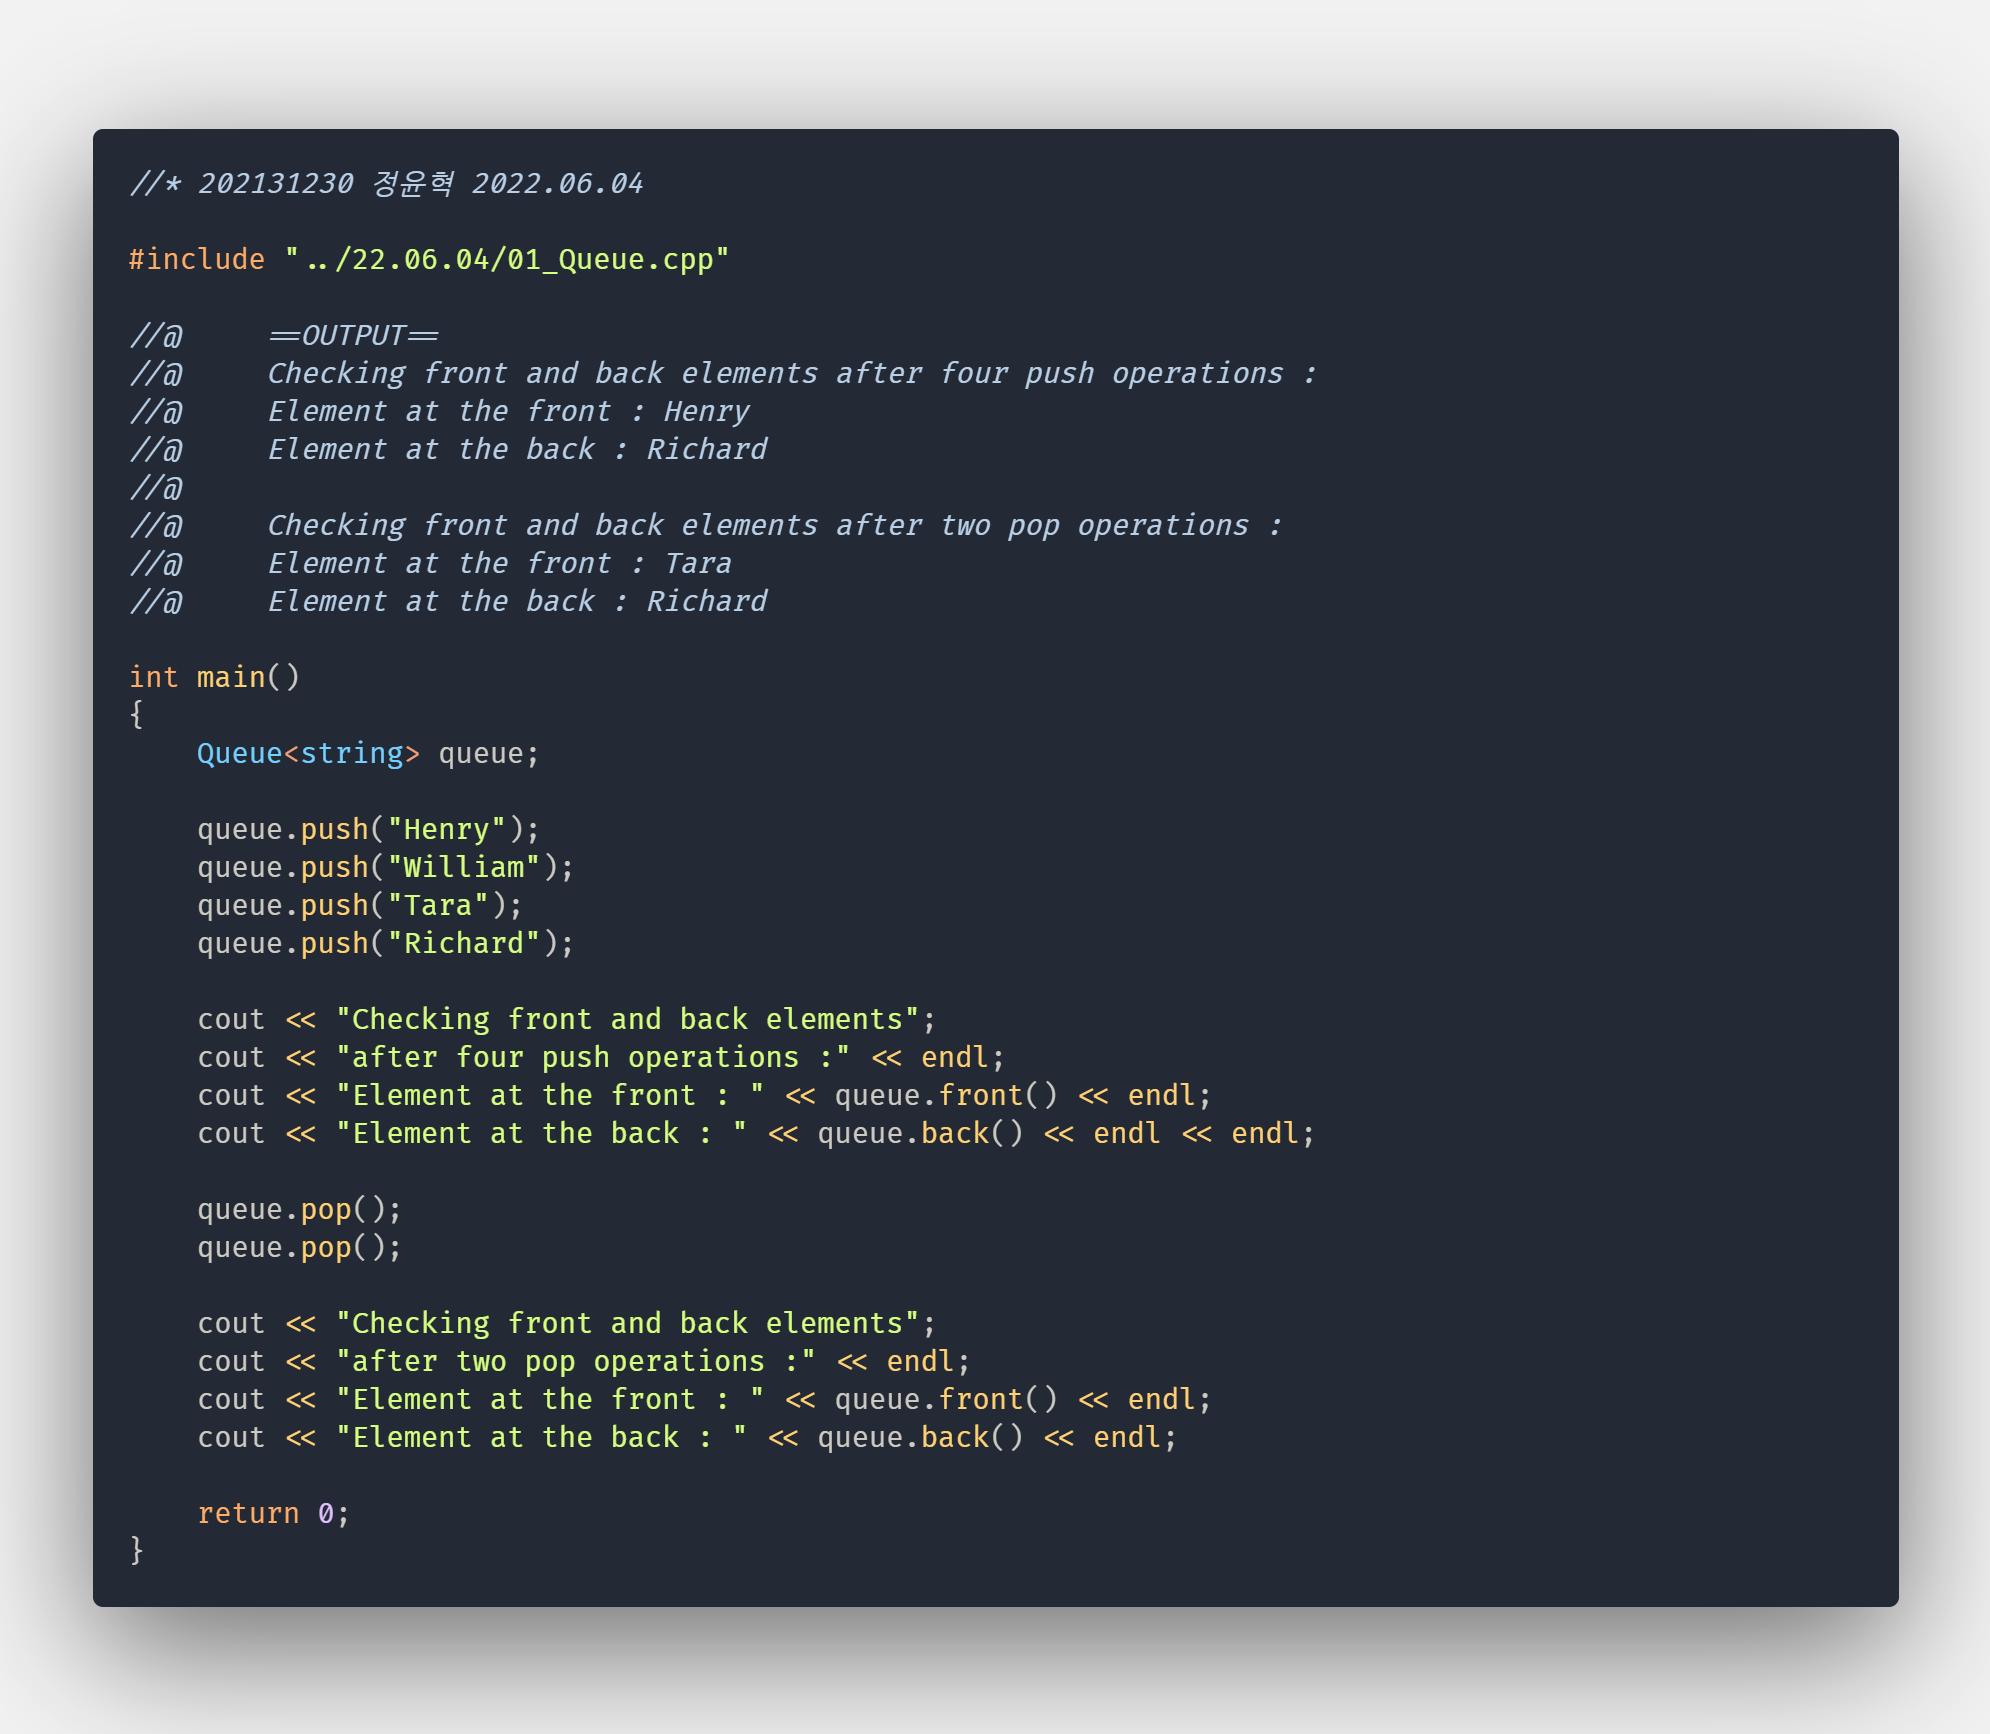 //* 202131230 정윤혁 2022.06.04
#include "../22.06.04/01_Queue.cpp"
//@     ==OUTPUT==
//@     Checking front and back elements after four push operations :
//@     Element at the front : Henry
//@     Element at the back : Richard
//@
//@     Checking front and back elements after two pop operations :
//@     Element at the front : Tara
//@     Element at the back : Richard
int main()
{
    Queue<string> queue;
    queue.push("Henry");
    queue.push("William");
    queue.push("Tara");
    queue.push("Richard");
    cout << "Checking front and back elements";
    cout << "after four push operations :" << endl;
    cout << "Element at the front : " << queue.front() << endl;
    cout << "Element at the back : " << queue.back() << endl << endl;
    queue.pop();
    queue.pop();
    cout << "Checking front and back elements";
    cout << "after two pop operations :" << endl;
    cout << "Element at the front : " << queue.front() << endl;
    cout << "Element at the back : " << queue.back() << endl;
    return 0;
}